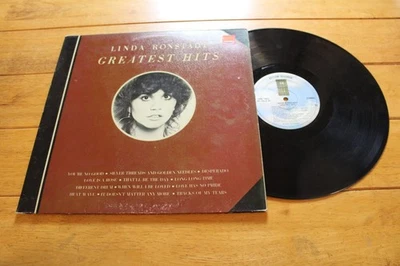 LINDA RONSTADT
GREATEST HITS
YOU'RE NO GOOD • SILVER THREADS AND GOLDEN NEEDLES • DESPERADO
LOVE IS A ROSE • THAT'LL BE THE DAY • LONG LONG TIME
DIFFERENT DRUM • WHEN WILL I BE LOVED • LOVE HAS NO PRIDE
HEAT WAVE • IT DOESN'T MATTER ANY MORE • TRACKS OF MY TEARS